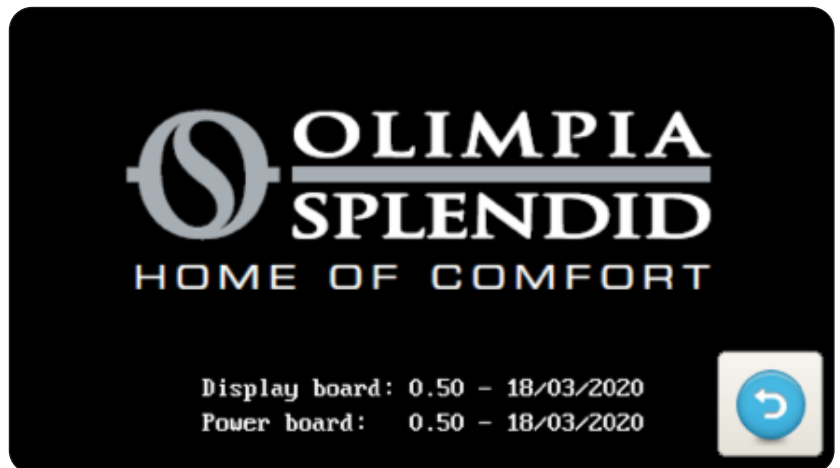 OLIMPIA
SPLENDID
HOME OF COMFORT
Display board: 0.50 - 18/03/2020
Power board: 0.50 - 18/03/2020